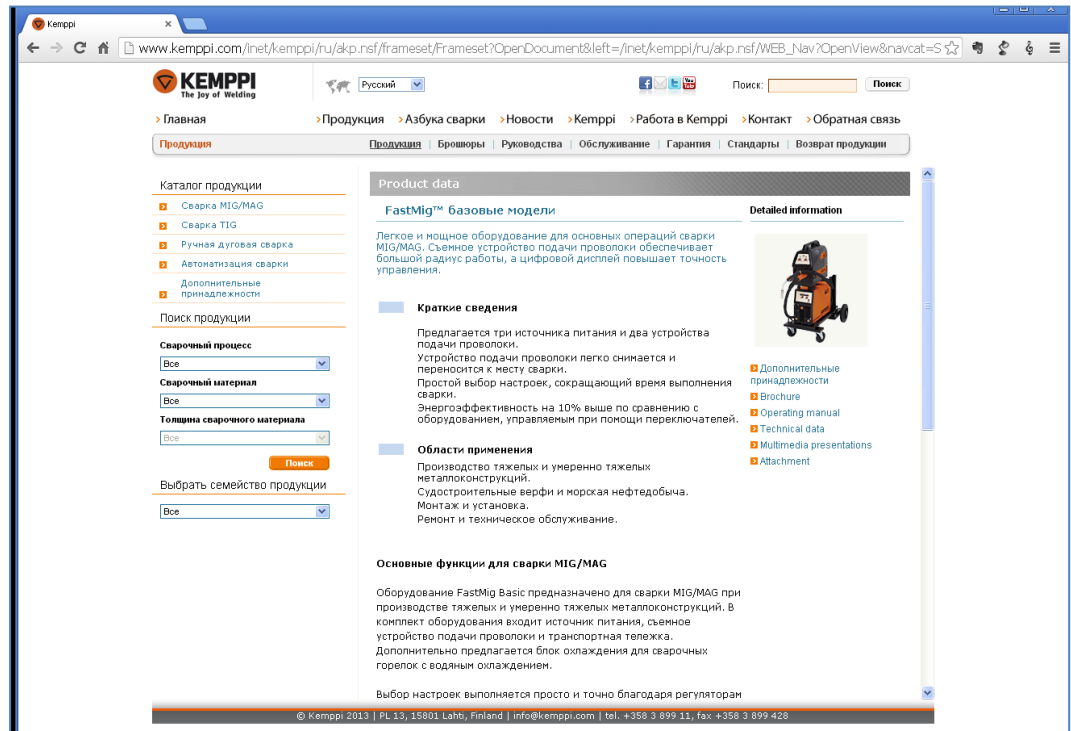 Kemppi
www.kemppi.com/inet/kemppi/ru/akp.nsf/frameset/Frameset?OpenDocument&left=/inet/kemppi/ru/akp.nsf/WEB_Nav?OpenView&navcat=S
KEMPPI
The Joy of Welding
Русский
You Tube
Поиск:
Поиск
Главная
Продукция
Азбука сварки
Новости
Kemppi
Работа в Kemppi
Контакт
Обратная связь
Продукция
Продукция | Брошюры | Руководства | Обслуживание | Гарантия | Стандарты | Возврат продукции
Каталог продукции
Сварка MIG/MAG
Сварка TIG
Ручная дуговая сварка
Автоматизация сварки
Дополнительные
принадлежности
Поиск продукции
Сварочный процесс
Все
Сварочный материал
Все
Толщина сварочного материала
Все
Поиск
Выбрать семейство продукции
Все
Product data
FastMig™ базовые модели
Легкое и мощное оборудование для основных операций сварки
MIG/MAG. Съемное устройство подачи проволоки обеспечивает
большой радиус работы, а цифровой дисплей повышает точность
управления.
Краткие сведения
Предлагается три источника питания и два устройства
подачи проволоки.
Устройство подачи проволоки легко снимается и
переносится к месту сварки.
Простой выбор настроек, сокращающий время выполнения
сварки.
Энергоэффективность на 10% выше по сравнению с
оборудованием, управляемым при помощи переключателей.
Области применения
Производство тяжелых и умеренно тяжелых
металлоконструкций.
Судостроительные верфи и морская нефтедобыча.
Монтаж и установка.
Ремонт и техническое обслуживание.
Основные функции для сварки MIG/MAG
Оборудование FastMig Basic предназначено для сварки MIG/MAG при
производстве тяжелых и умеренно тяжелых металлоконструкций. В
комплект оборудования входит источник питания, съемное
устройство подачи проволоки и транспортная тележка.
Дополнительно предлагается блок охлаждения для сварочных
горелок с водяным охлаждением.
Выбор настроек выполняется просто и точно благодаря регуляторам
Detailed information
Дополнительные
принадлежности
Brochure
Operating manual
Technical data
Multimedia presentations
Attachment
© Kemppi 2013 | PL 13, 15801 Lahti, Finland | info@kemppi.com | tel. +358 3 899 11, fax +358 3 899 428